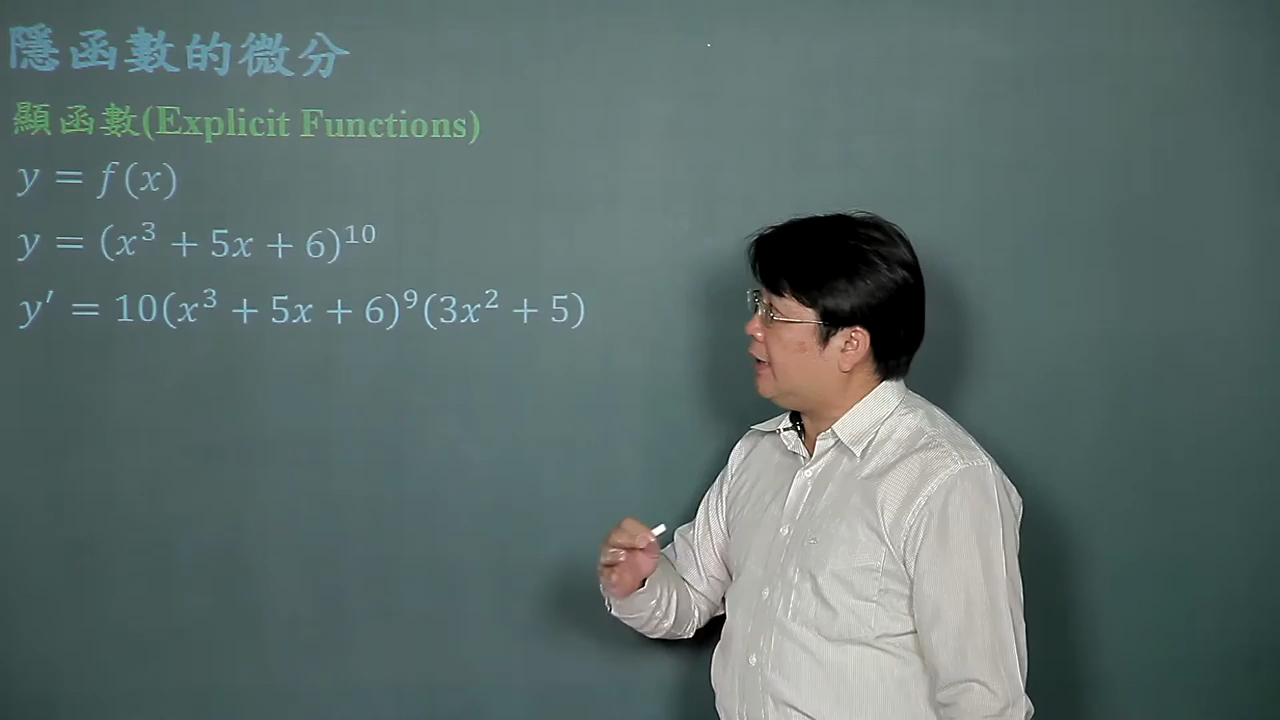 隱函數的微分
顯函數(Explicit Functions)
y = f(x)
y = (x³ + 5x + 6)¹⁰
y′ = 10(x³ + 5x + 6)⁹(3x² + 5)